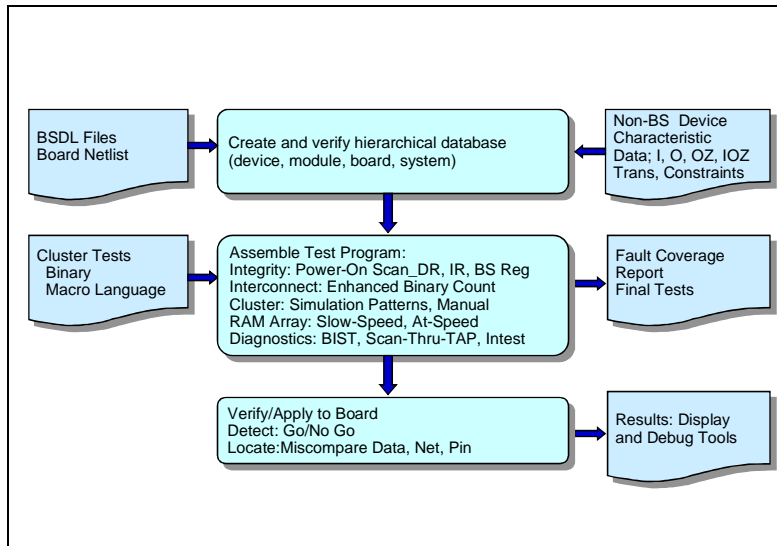 BSDL Files
Board Netlist
Create and verify hierarchical database
(device, module, board, system)
Non-BS Device
Characteristic
Data; I, O, OZ, IOZ
Trans, Constraints
Cluster Tests
Binary
Macro Language
Assemble Test Program:
Integrity: Power-On Scan_DR, IR, BS Reg
Interconnect: Enhanced Binary Count
Cluster: Simulation Patterns, Manual
RAM Array: Slow-Speed, At-Speed
Diagnostics: BIST, Scan-Thru-TAP, Intest
Fault Coverage
Report
Final Tests
Verify/Apply to Board
Detect: Go/No Go
Locate:Miscompare Data, Net, Pin
Results: Display
and Debug Tools